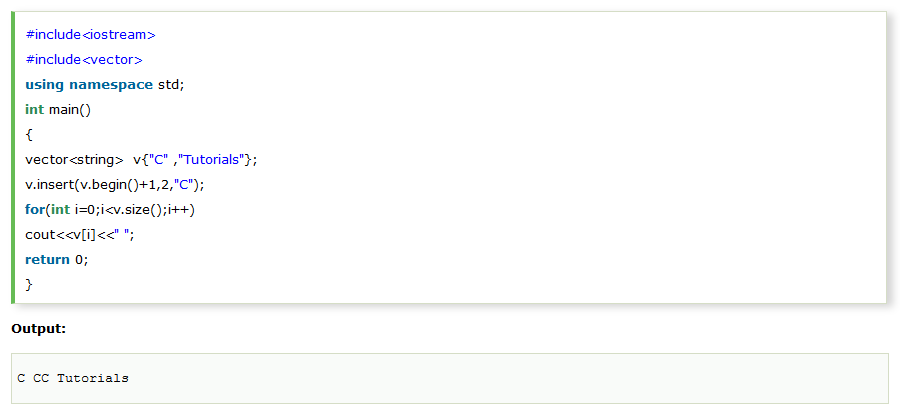 #include<iostream>
#include<vector>
using namespace std;
int main()
{
vector<string>  v{"C" ,"Tutorials"};
v.insert(v.begin()+1,2,"C");
for(int i=0;i<v.size();i++)
cout<<v[i]<<" ";
return 0;
}
Output:
C CC Tutorials